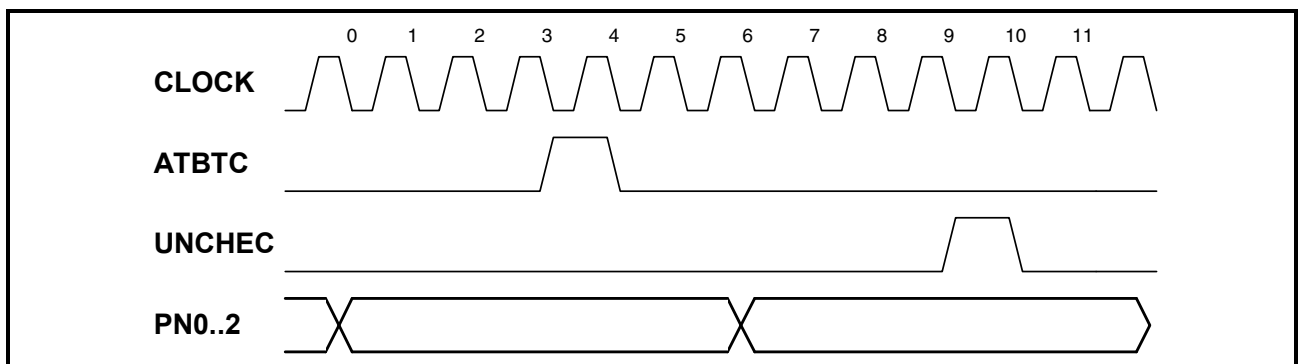 0 1 2 3 4 5 6 7 8 9 10 11
CLOCK
ATBTC
UNCHEC
PN0..2